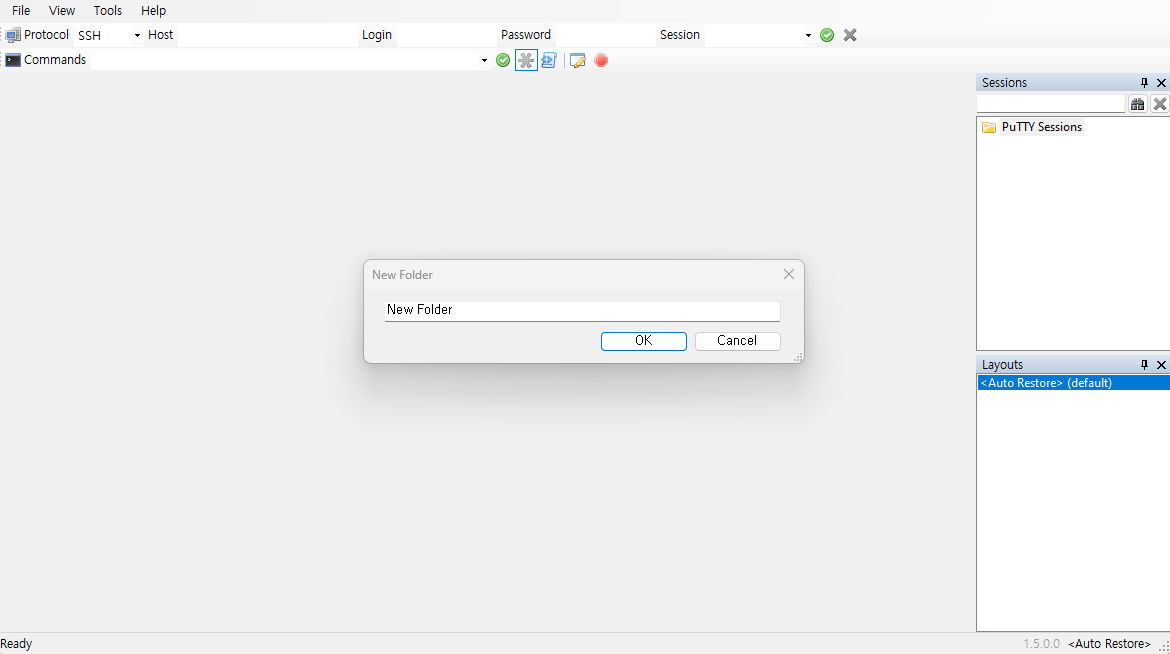 File View Tools Help
Protocol SSH Host Login Password Session
Commands
Sessions
PuTTY Sessions
New Folder
New Folder
OK Cancel
Layouts
<Auto Restore> (default)
Ready 1.5.0.0 <Auto Restore>